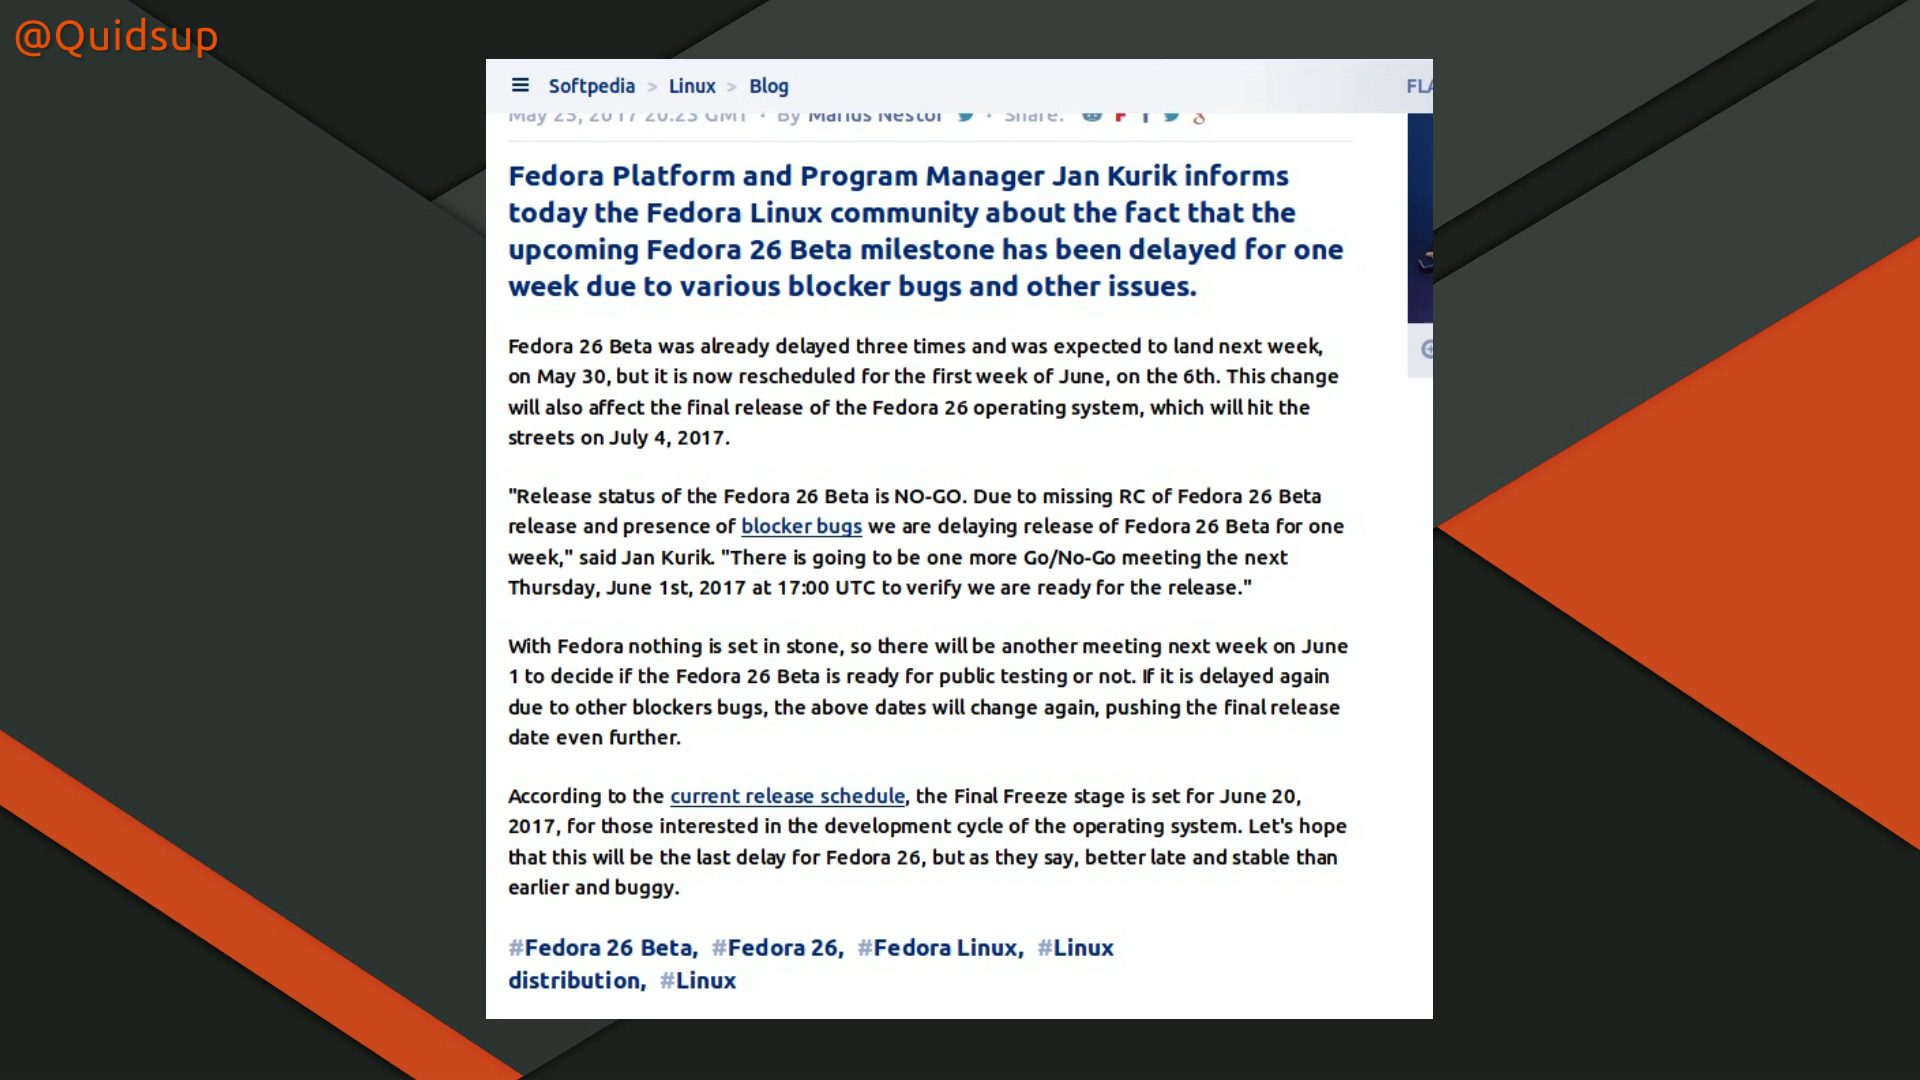 @Quidsup
Softpedia > Linux > Blog
FLA
May 25, 2017 20:23 GMT · By Marius Nestor · Share:
Fedora Platform and Program Manager Jan Kurik informs
today the Fedora Linux community about the fact that the
upcoming Fedora 26 Beta milestone has been delayed for one
week due to various blocker bugs and other issues.
Fedora 26 Beta was already delayed three times and was expected to land next week,
on May 30, but it is now rescheduled for the first week of June, on the 6th. This change
will also affect the final release of the Fedora 26 operating system, which will hit the
streets on July 4, 2017.
"Release status of the Fedora 26 Beta is NO-GO. Due to missing RC of Fedora 26 Beta
release and presence of blocker bugs we are delaying release of Fedora 26 Beta for one
week," said Jan Kurik. "There is going to be one more Go/No-Go meeting the next
Thursday, June 1st, 2017 at 17:00 UTC to verify we are ready for the release."
With Fedora nothing is set in stone, so there will be another meeting next week on June
1 to decide if the Fedora 26 Beta is ready for public testing or not. If it is delayed again
due to other blockers bugs, the above dates will change again, pushing the final release
date even further.
According to the current release schedule, the Final Freeze stage is set for June 20,
2017, for those interested in the development cycle of the operating system. Let's hope
that this will be the last delay for Fedora 26, but as they say, better late and stable than
earlier and buggy.
#Fedora 26 Beta, #Fedora 26, #Fedora Linux, #Linux
distribution, #Linux